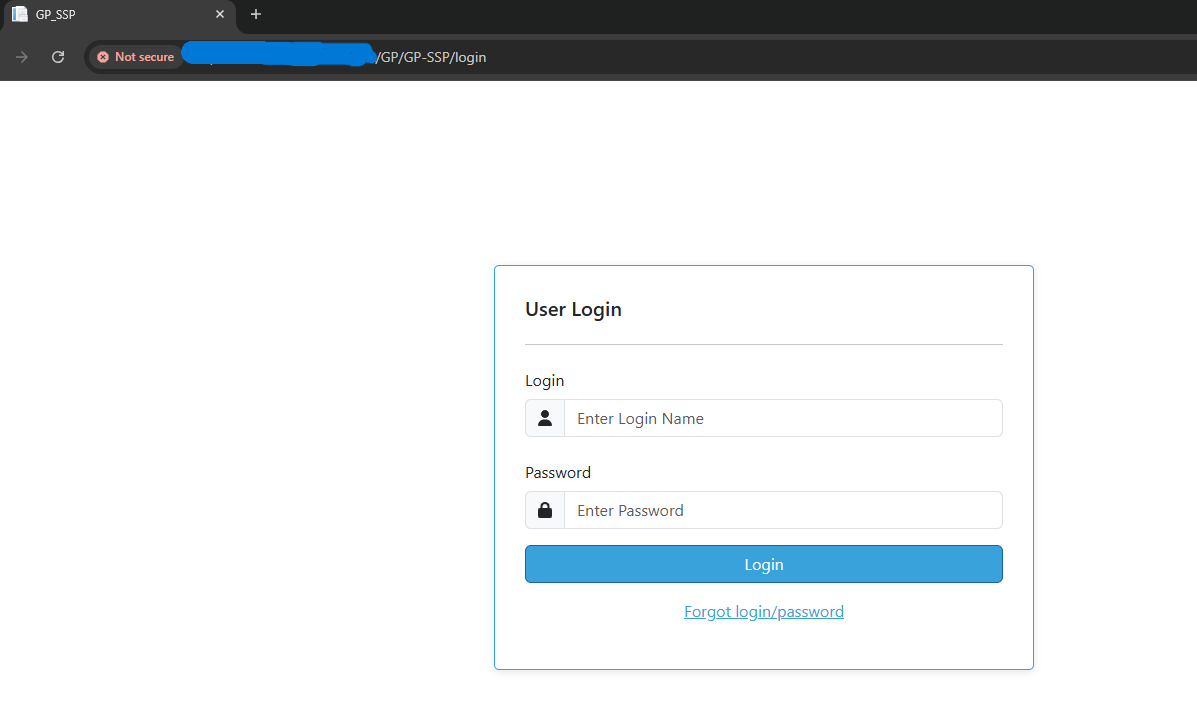 GP_SSP
Not secure /GP/GP-SSP/login
User Login
Login
Enter Login Name
Password
Enter Password
Login
Forgot login/password